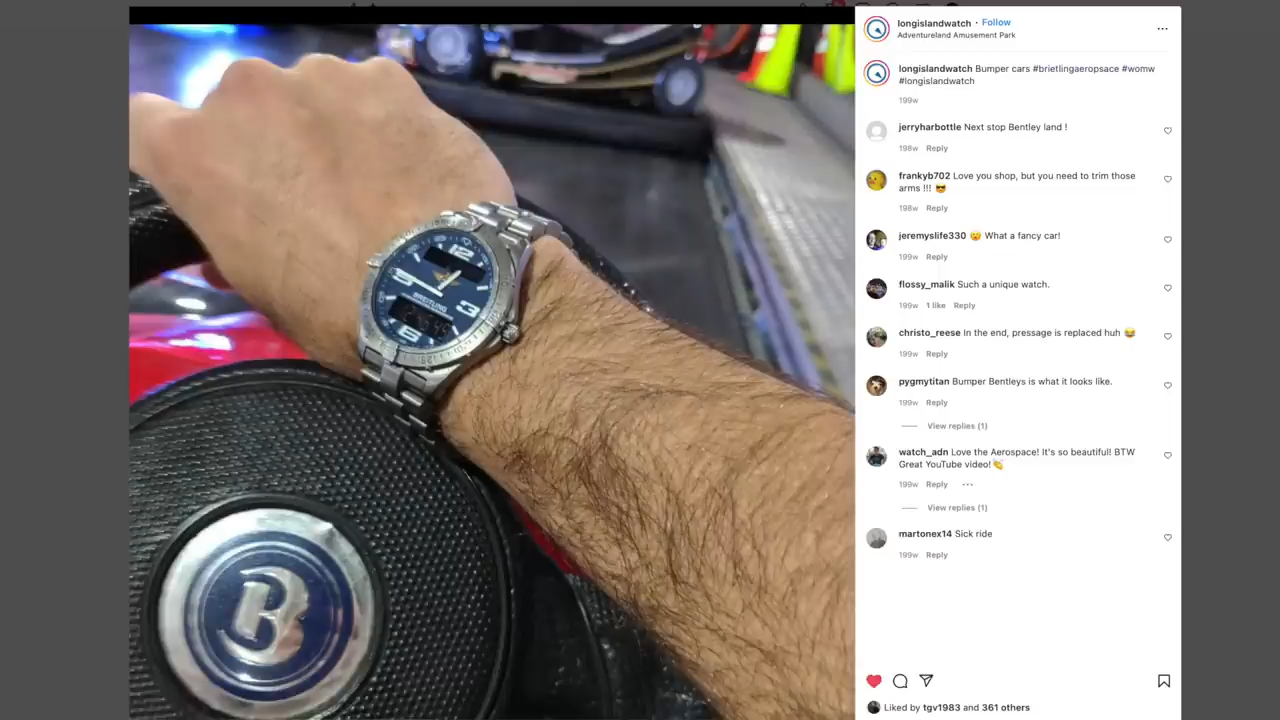 longislandwatch · Follow
Adventureland Amusement Park
longislandwatch Bumper cars #brietlingaeropsace #womw
#longislandwatch
199w
jerryharbottle Next stop Bentley land !
198w Reply
frankyb702 Love you shop, but you need to trim those
arms !!! 😎
198w Reply
jeremyslife330 🤯 What a fancy car!
199w Reply
flossy_malik Such a unique watch.
199w 1 like Reply
christo_reese In the end, pressage is replaced huh 😂
199w Reply
pygmytitan Bumper Bentleys is what it looks like.
199w Reply
View replies (1)
watch_adn Love the Aerospace! It's so beautiful! BTW
Great YouTube video!👏
199w Reply ...
View replies (1)
martonex14 Sick ride
199w Reply
Liked by tgv1983 and 361 others
12
3
6
9
BREITLING
B